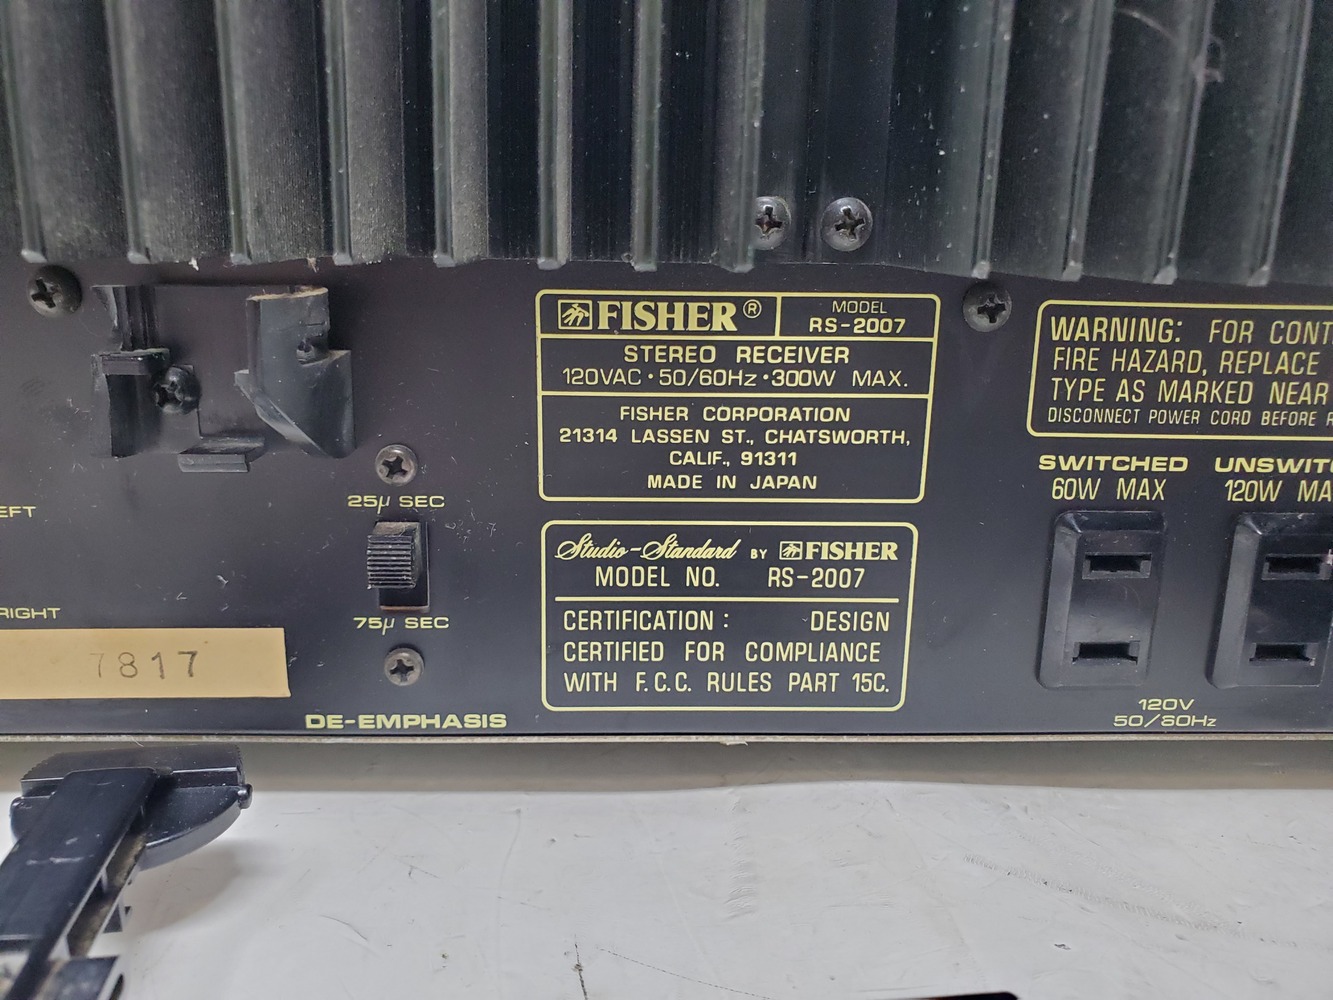 FISHER ®
MODEL
RS-2007
STEREO RECEIVER
120VAC · 50/60Hz · 300W MAX.
FISHER CORPORATION
21314 LASSEN ST., CHATSWORTH,
CALIF., 91311
MADE IN JAPAN
Studio-Standard BY FISHER
MODEL NO. RS-2007
CERTIFICATION : DESIGN
CERTIFIED FOR COMPLIANCE
WITH F.C.C. RULES PART 15C.
WARNING: FOR CONT
FIRE HAZARD, REPLACE
TYPE AS MARKED NEAR
DISCONNECT POWER CORD BEFORE R
SWITCHED
60W MAX
UNSWIT
120W MA
120V
50/60Hz
25μ SEC
75μ SEC
DE-EMPHASIS
EFT
RIGHT
7817